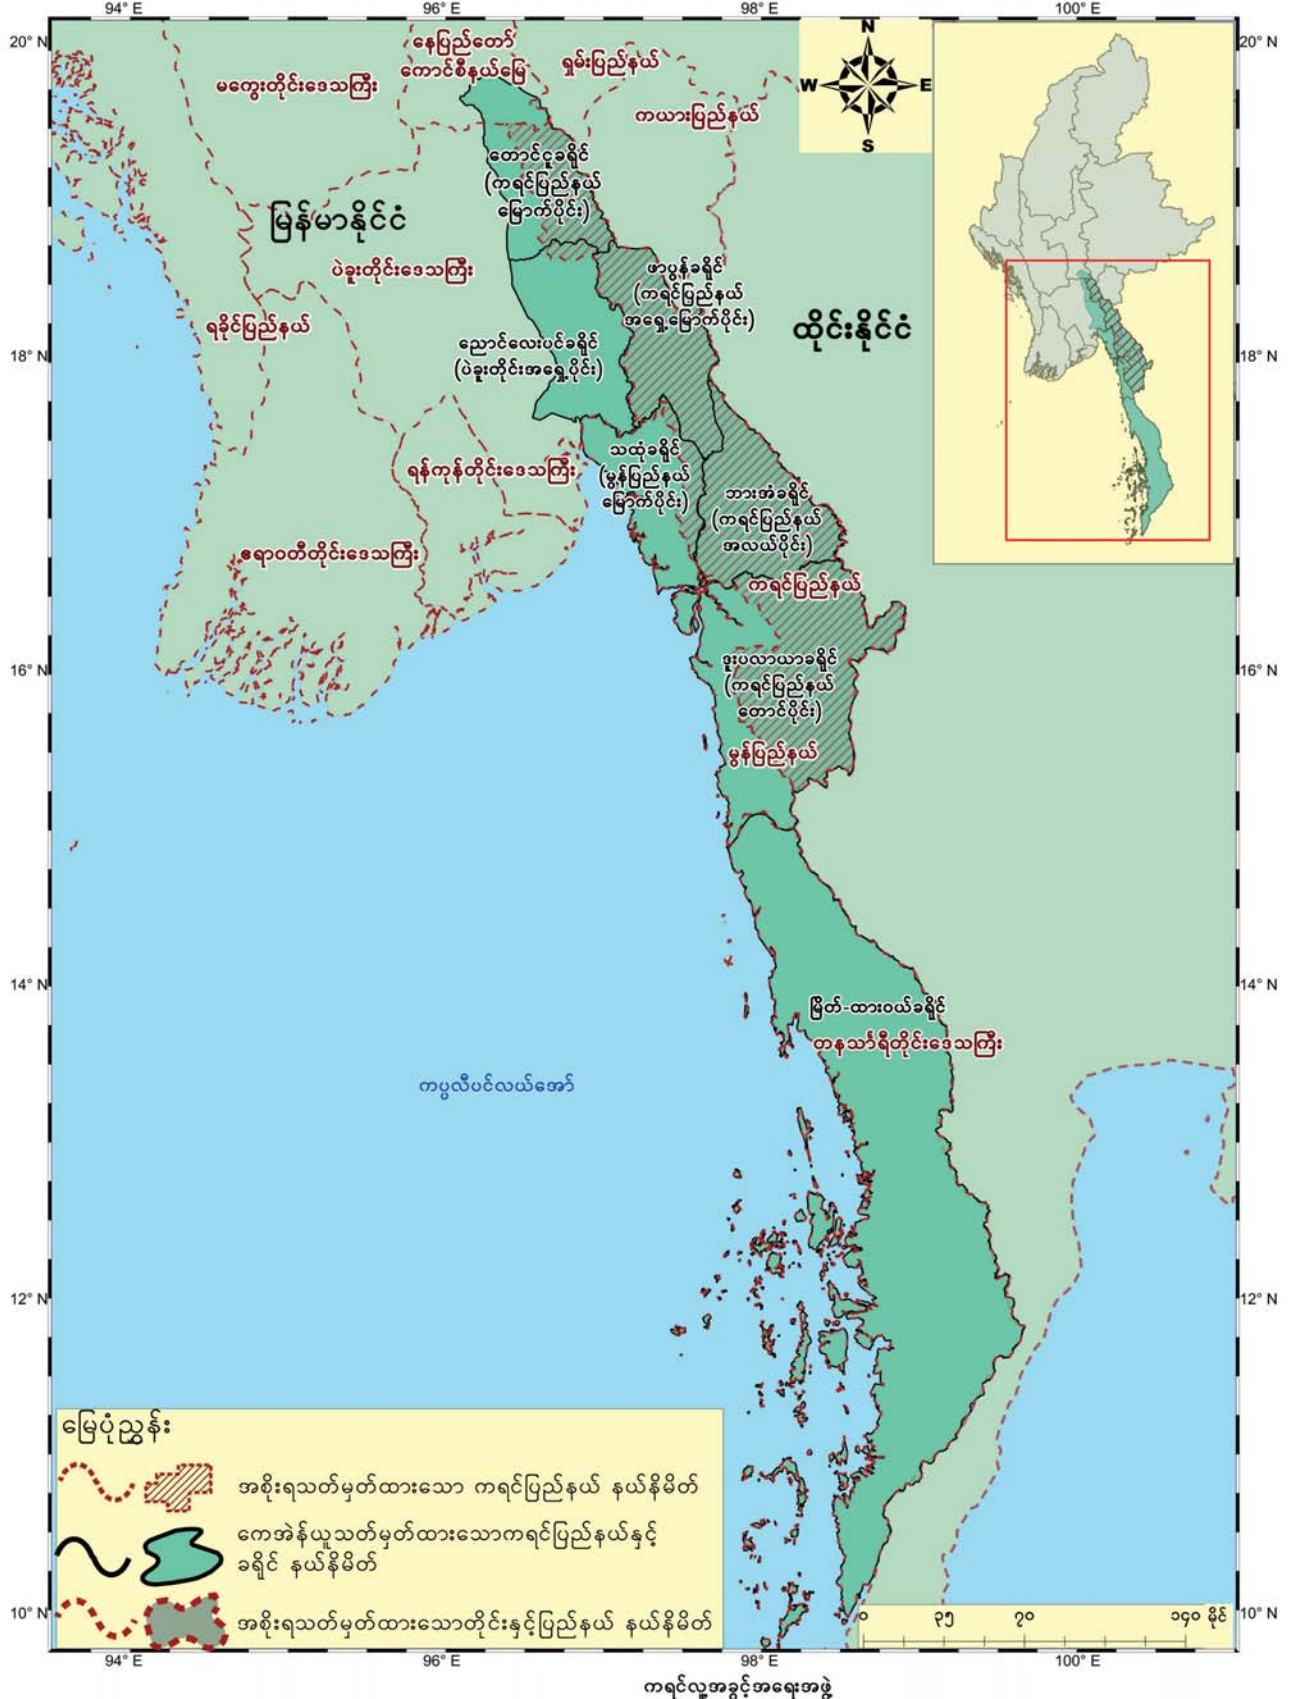 94° E
96° E
98° E
100° E
20° N
20° N
နေပြည်တော်
ကောင်စီနယ်မြေ
ရှမ်းပြည်နယ်
မကွေးတိုင်းဒေသကြီး
ကယားပြည်နယ်
N
W
E
S
တောင်ငူခရိုင်
(ကရင်ပြည်နယ်
မြောက်ပိုင်း)
မြန်မာနိုင်ငံ
ပဲခူးတိုင်းဒေသကြီး
ဖာပွန်ခရိုင်
(ကရင်ပြည်နယ်
အရှေ့မြောက်ပိုင်း)
ထိုင်းနိုင်ငံ
ရခိုင်ပြည်နယ်
18° N
18° N
ညောင်လေးပင်ခရိုင်
(ပဲခူးတိုင်းအရှေ့ပိုင်း)
သထုံခရိုင်
(မွန်ပြည်နယ်
မြောက်ပိုင်း)
ရန်ကုန်တိုင်းဒေသကြီး
ဘားအံခရိုင်
(ကရင်ပြည်နယ်
အလယ်ပိုင်း)
ဧရာဝတီတိုင်းဒေသကြီး
ကရင်ပြည်နယ်
16° N
16° N
ဒူးပလာယာခရိုင်
(ကရင်ပြည်နယ်
တောင်ပိုင်း)
မွန်ပြည်နယ်
14° N
14° N
မြိတ်-ထားဝယ်ခရိုင်
တနင်္သာရီတိုင်းဒေသကြီး
ကပ္ပလီပင်လယ်အော်
12° N
12° N
မြေပုံညွှန်း
အစိုးရသတ်မှတ်ထားသော ကရင်ပြည်နယ် နယ်နိမိတ်
ကေအဲန်ယူသတ်မှတ်ထားသောကရင်ပြည်နယ်နှင့်
ခရိုင် နယ်နိမိတ်
အစိုးရသတ်မှတ်ထားသောတိုင်းနှင့်ပြည်နယ် နယ်နိမိတ်
10° N
10° N
၀ ၃၅ ၇၀ ၁၄၀ မိုင်
94° E
96° E
98° E
100° E
ကရင်လူ့အခွင့်အရေးအဖွဲ့